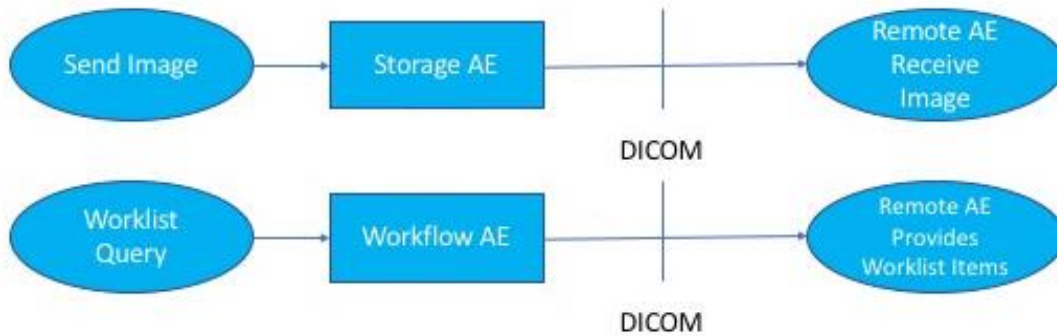 Send Image
Storage AE
Remote AE
Receive
Image
DICOM
Worklist
Query
Workflow AE
Remote AE
Provides
Worklist Items
DICOM